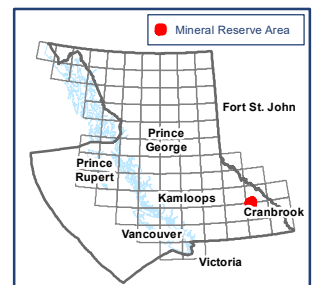 Mineral Reserve Area
Fort St. John
Prince
George
Prince
Rupert
Kamloops
Cranbrook
Vancouver
Victoria